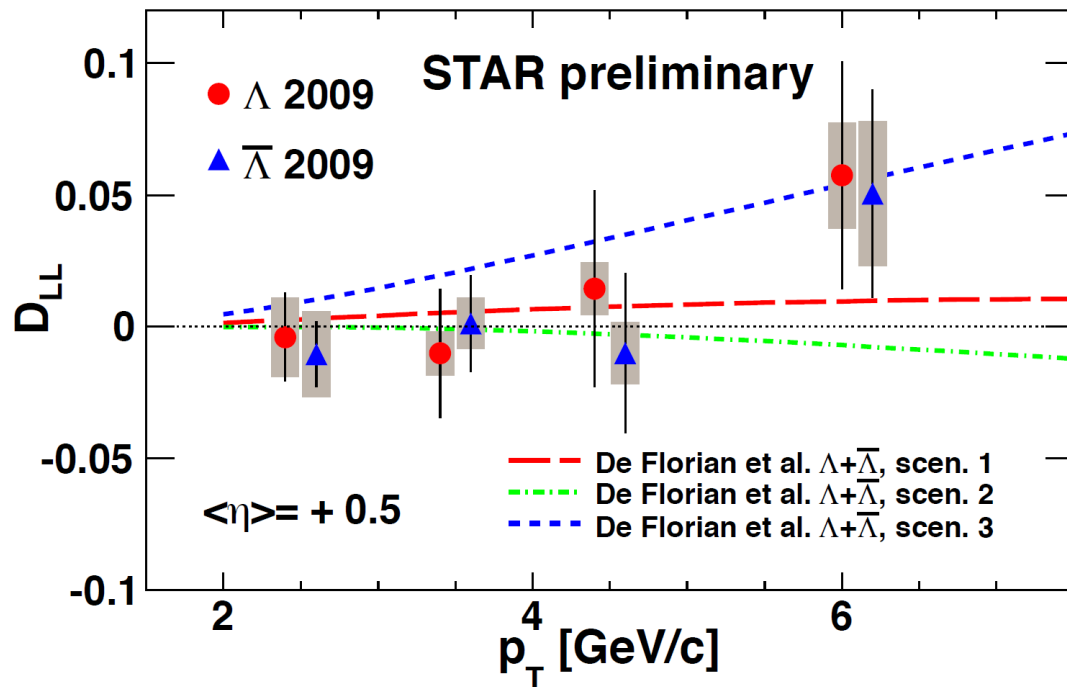 STAR preliminary
Λ 2009
Λ̅ 2009
0.1
0.05
0
-0.05
-0.1
D_LL
<η>= + 0.5
De Florian et al. Λ+Λ̅, scen. 1
De Florian et al. Λ+Λ̅, scen. 2
De Florian et al. Λ+Λ̅, scen. 3
2 4 6
p_T [GeV/c]